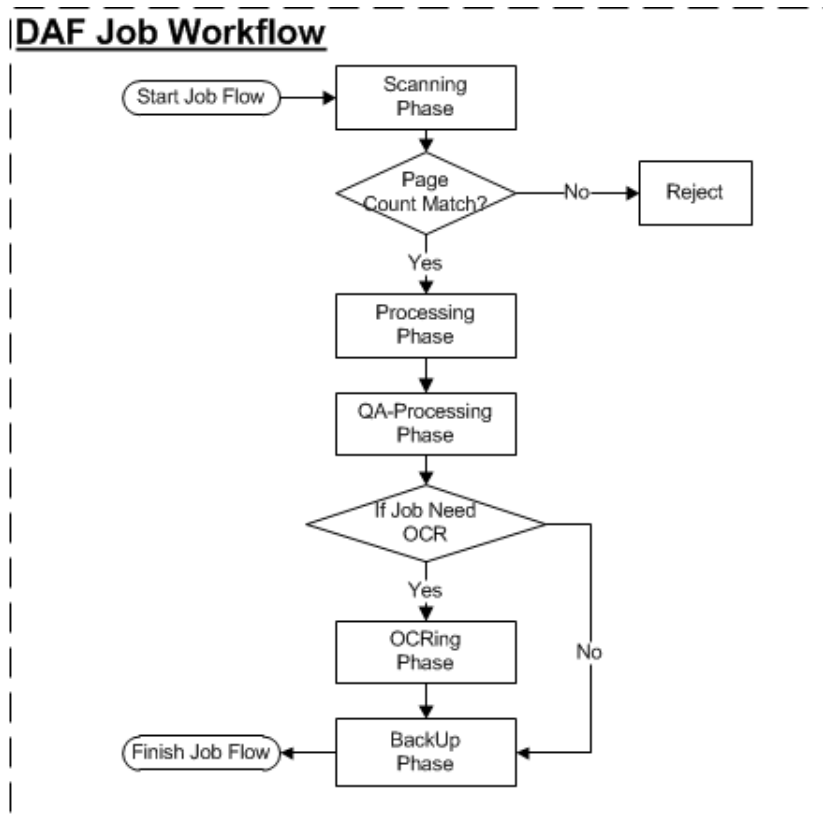 DAF Job Workflow
Start Job Flow
Scanning
Phase
Page
Count Match?
No
Reject
Yes
Processing
Phase
QA-Processing
Phase
If Job Need
OCR
Yes
No
OCRing
Phase
BackUp
Phase
Finish Job Flow